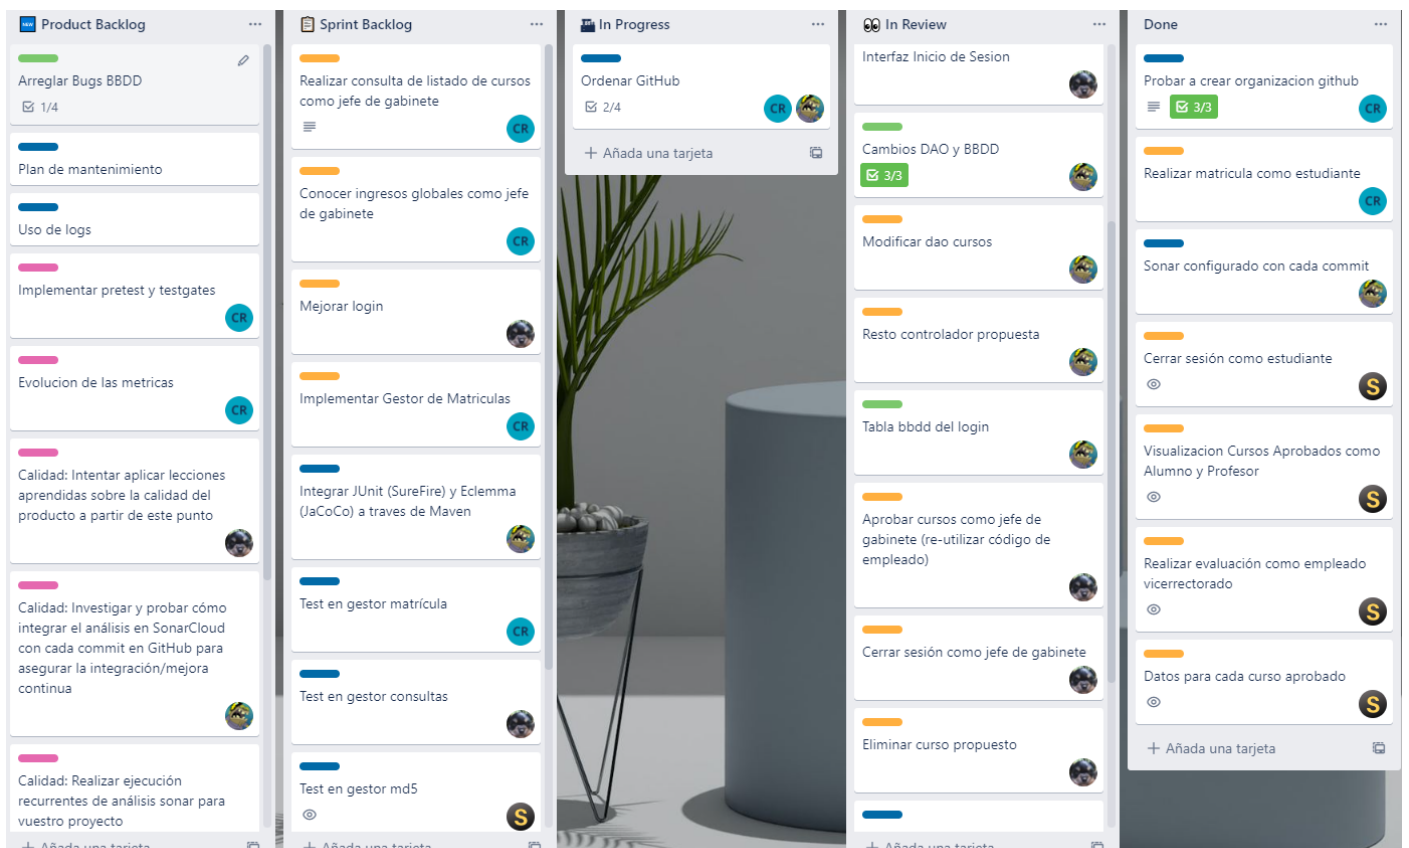 Product Backlog
Arreglar Bugs BBDD
1/4
Plan de mantenimiento
Uso de logs
Implementar pretest y testgates
CR
Evolucion de las metricas
CR
Calidad: Intentar aplicar lecciones
aprendidas sobre la calidad del
producto a partir de este punto
Calidad: Investigar y probar cómo
integrar el análisis en SonarCloud
con cada commit en GitHub para
asegurar la integración/mejora
continua
Calidad: Realizar ejecución
recurrentes de análisis sonar para
vuestro proyecto
+ Añada una tarjeta
Sprint Backlog
Realizar consulta de listado de cursos
como jefe de gabinete
CR
Conocer ingresos globales como jefe
de gabinete
CR
Mejorar login
Implementar Gestor de Matriculas
CR
Integrar JUnit (SureFire) y Eclemma
(JaCoCo) a traves de Maven
Test en gestor matrícula
CR
Test en gestor consultas
Test en gestor md5
S
+ Añada una tarjeta
In Progress
Ordenar GitHub
2/4
CR
+ Añada una tarjeta
In Review
Interfaz Inicio de Sesion
Cambios DAO y BBDD
3/3
Modificar dao cursos
Resto controlador propuesta
Tabla bbdd del login
Aprobar cursos como jefe de
gabinete (re-utilizar código de
empleado)
Cerrar sesión como jefe de gabinete
Eliminar curso propuesto
+ Añada una tarjeta
Done
Probar a crear organizacion github
3/3
CR
Realizar matricula como estudiante
CR
Sonar configurado con cada commit
Cerrar sesión como estudiante
S
Visualizacion Cursos Aprobados como
Alumno y Profesor
S
Realizar evaluación como empleado
vicerrectorado
S
Datos para cada curso aprobado
S
+ Añada una tarjeta